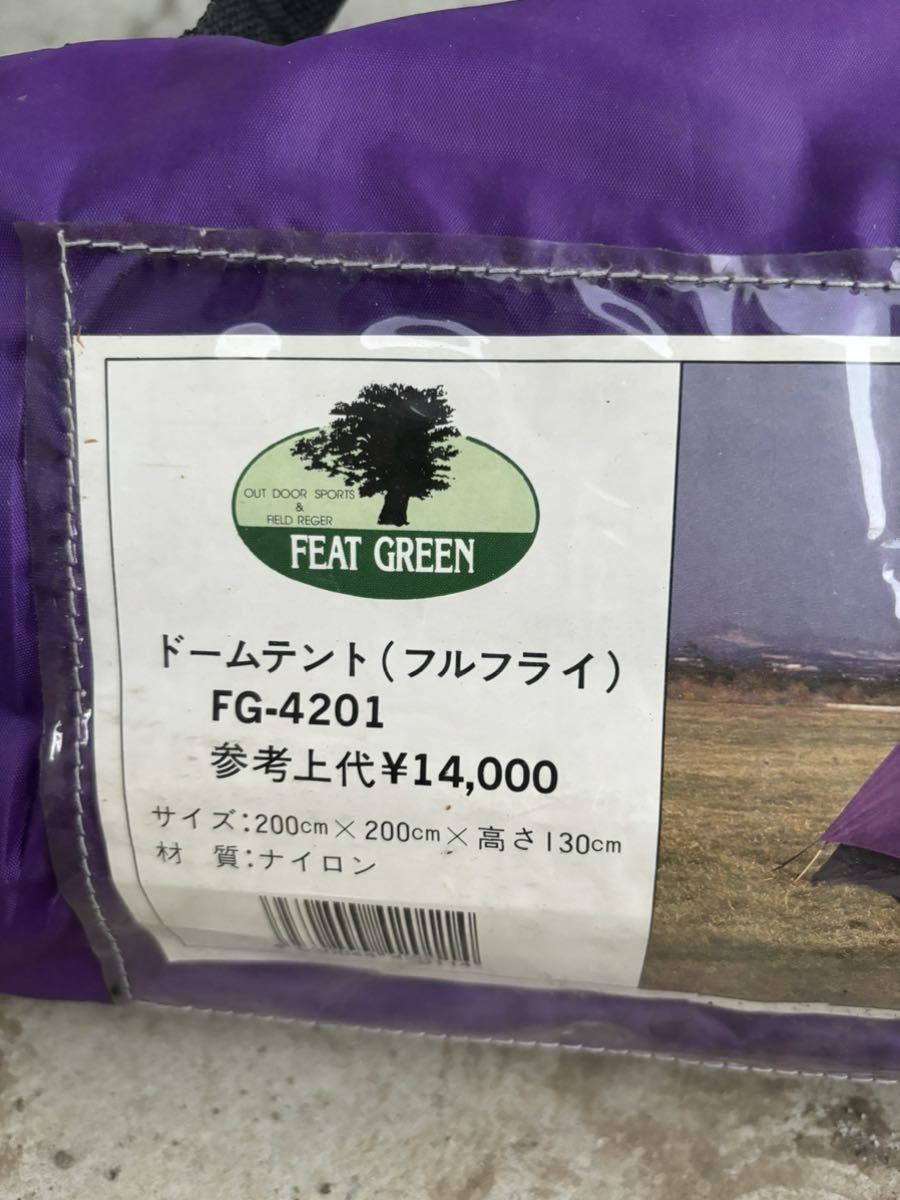 OUT DOOR SPORTS
&
FIELD REGER
FEAT GREEN
ドームテント(フルフライ)
FG-4201
参考上代¥14,000
サイズ:200cm×200cm×高さ130cm
材 質:ナイロン